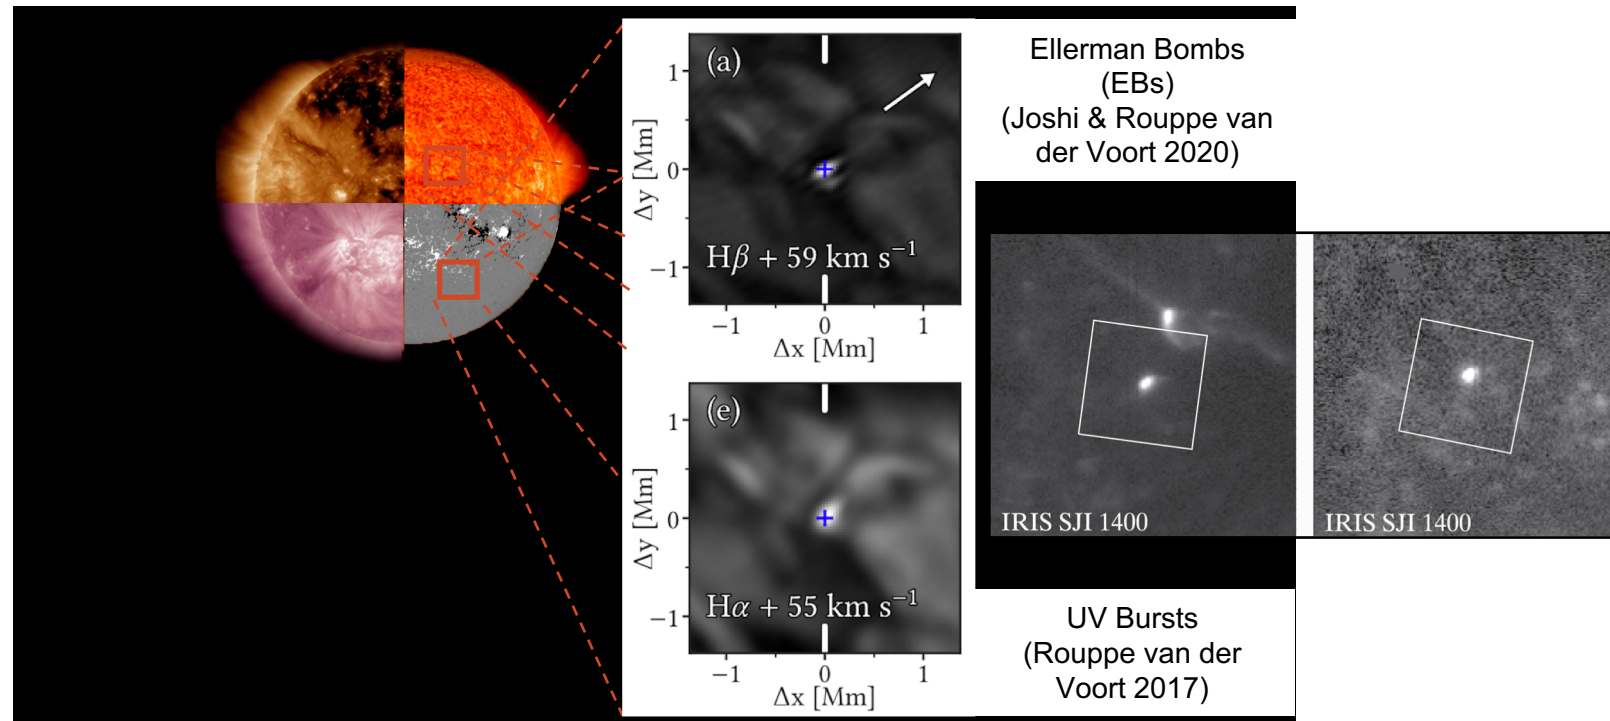 (a)
Hβ + 59 km s⁻¹
1
0
−1
Δy [Mm]
−1
0
1
Δx [Mm]
(e)
Hα + 55 km s⁻¹
1
0
−1
Δy [Mm]
−1
0
1
Δx [Mm]
Ellerman Bombs
(EBs)
(Joshi & Rouppe van
der Voort 2020)
IRIS SJI 1400
IRIS SJI 1400
UV Bursts
(Rouppe van der
Voort 2017)